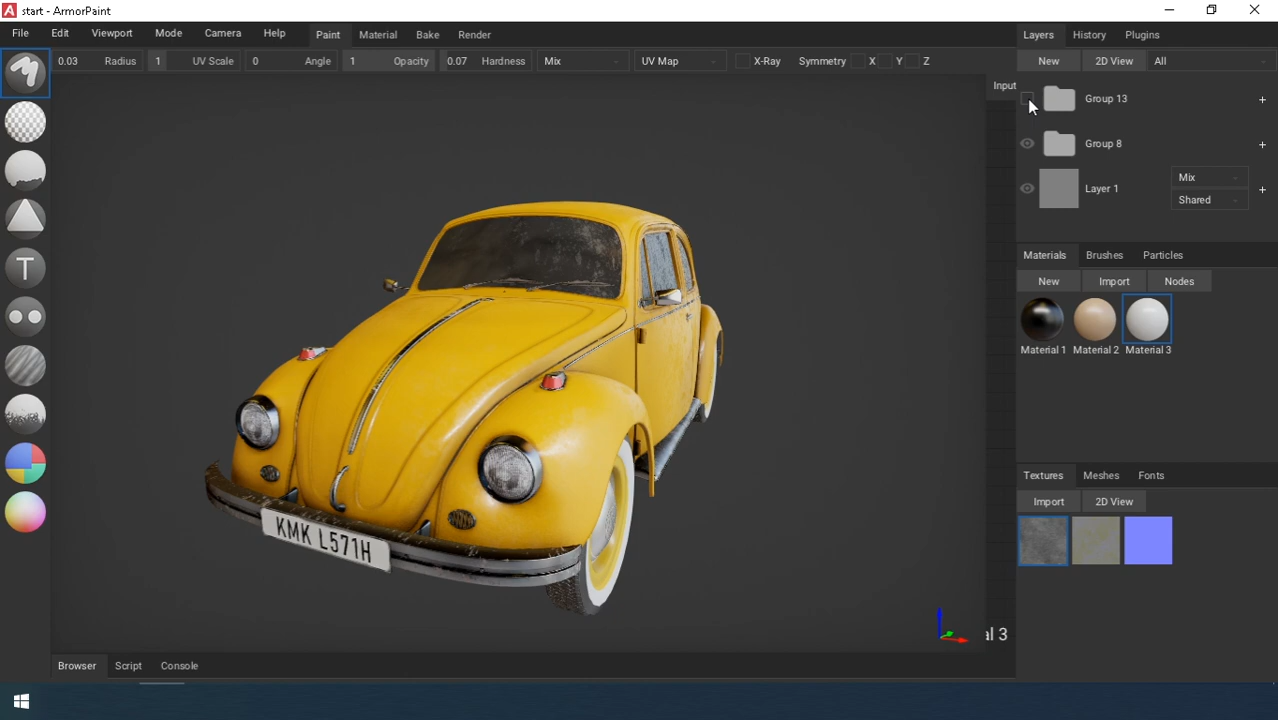 start - ArmorPaint
File Edit Viewport Mode Camera Help Paint Material Bake Render Layers History Plugins
0.03 Radius 1 UV Scale 0 Angle 1 Opacity 0.07 Hardness Mix UV Map X-Ray Symmetry X Y Z New 2D View All
Input
Group 13 +
Group 8 +
Layer 1 Mix Shared +
Materials Brushes Particles
New Import Nodes
Material 1 Material 2 Material 3
Textures Meshes Fonts
Import 2D View
T
KMK L571H
al 3
Browser Script Console